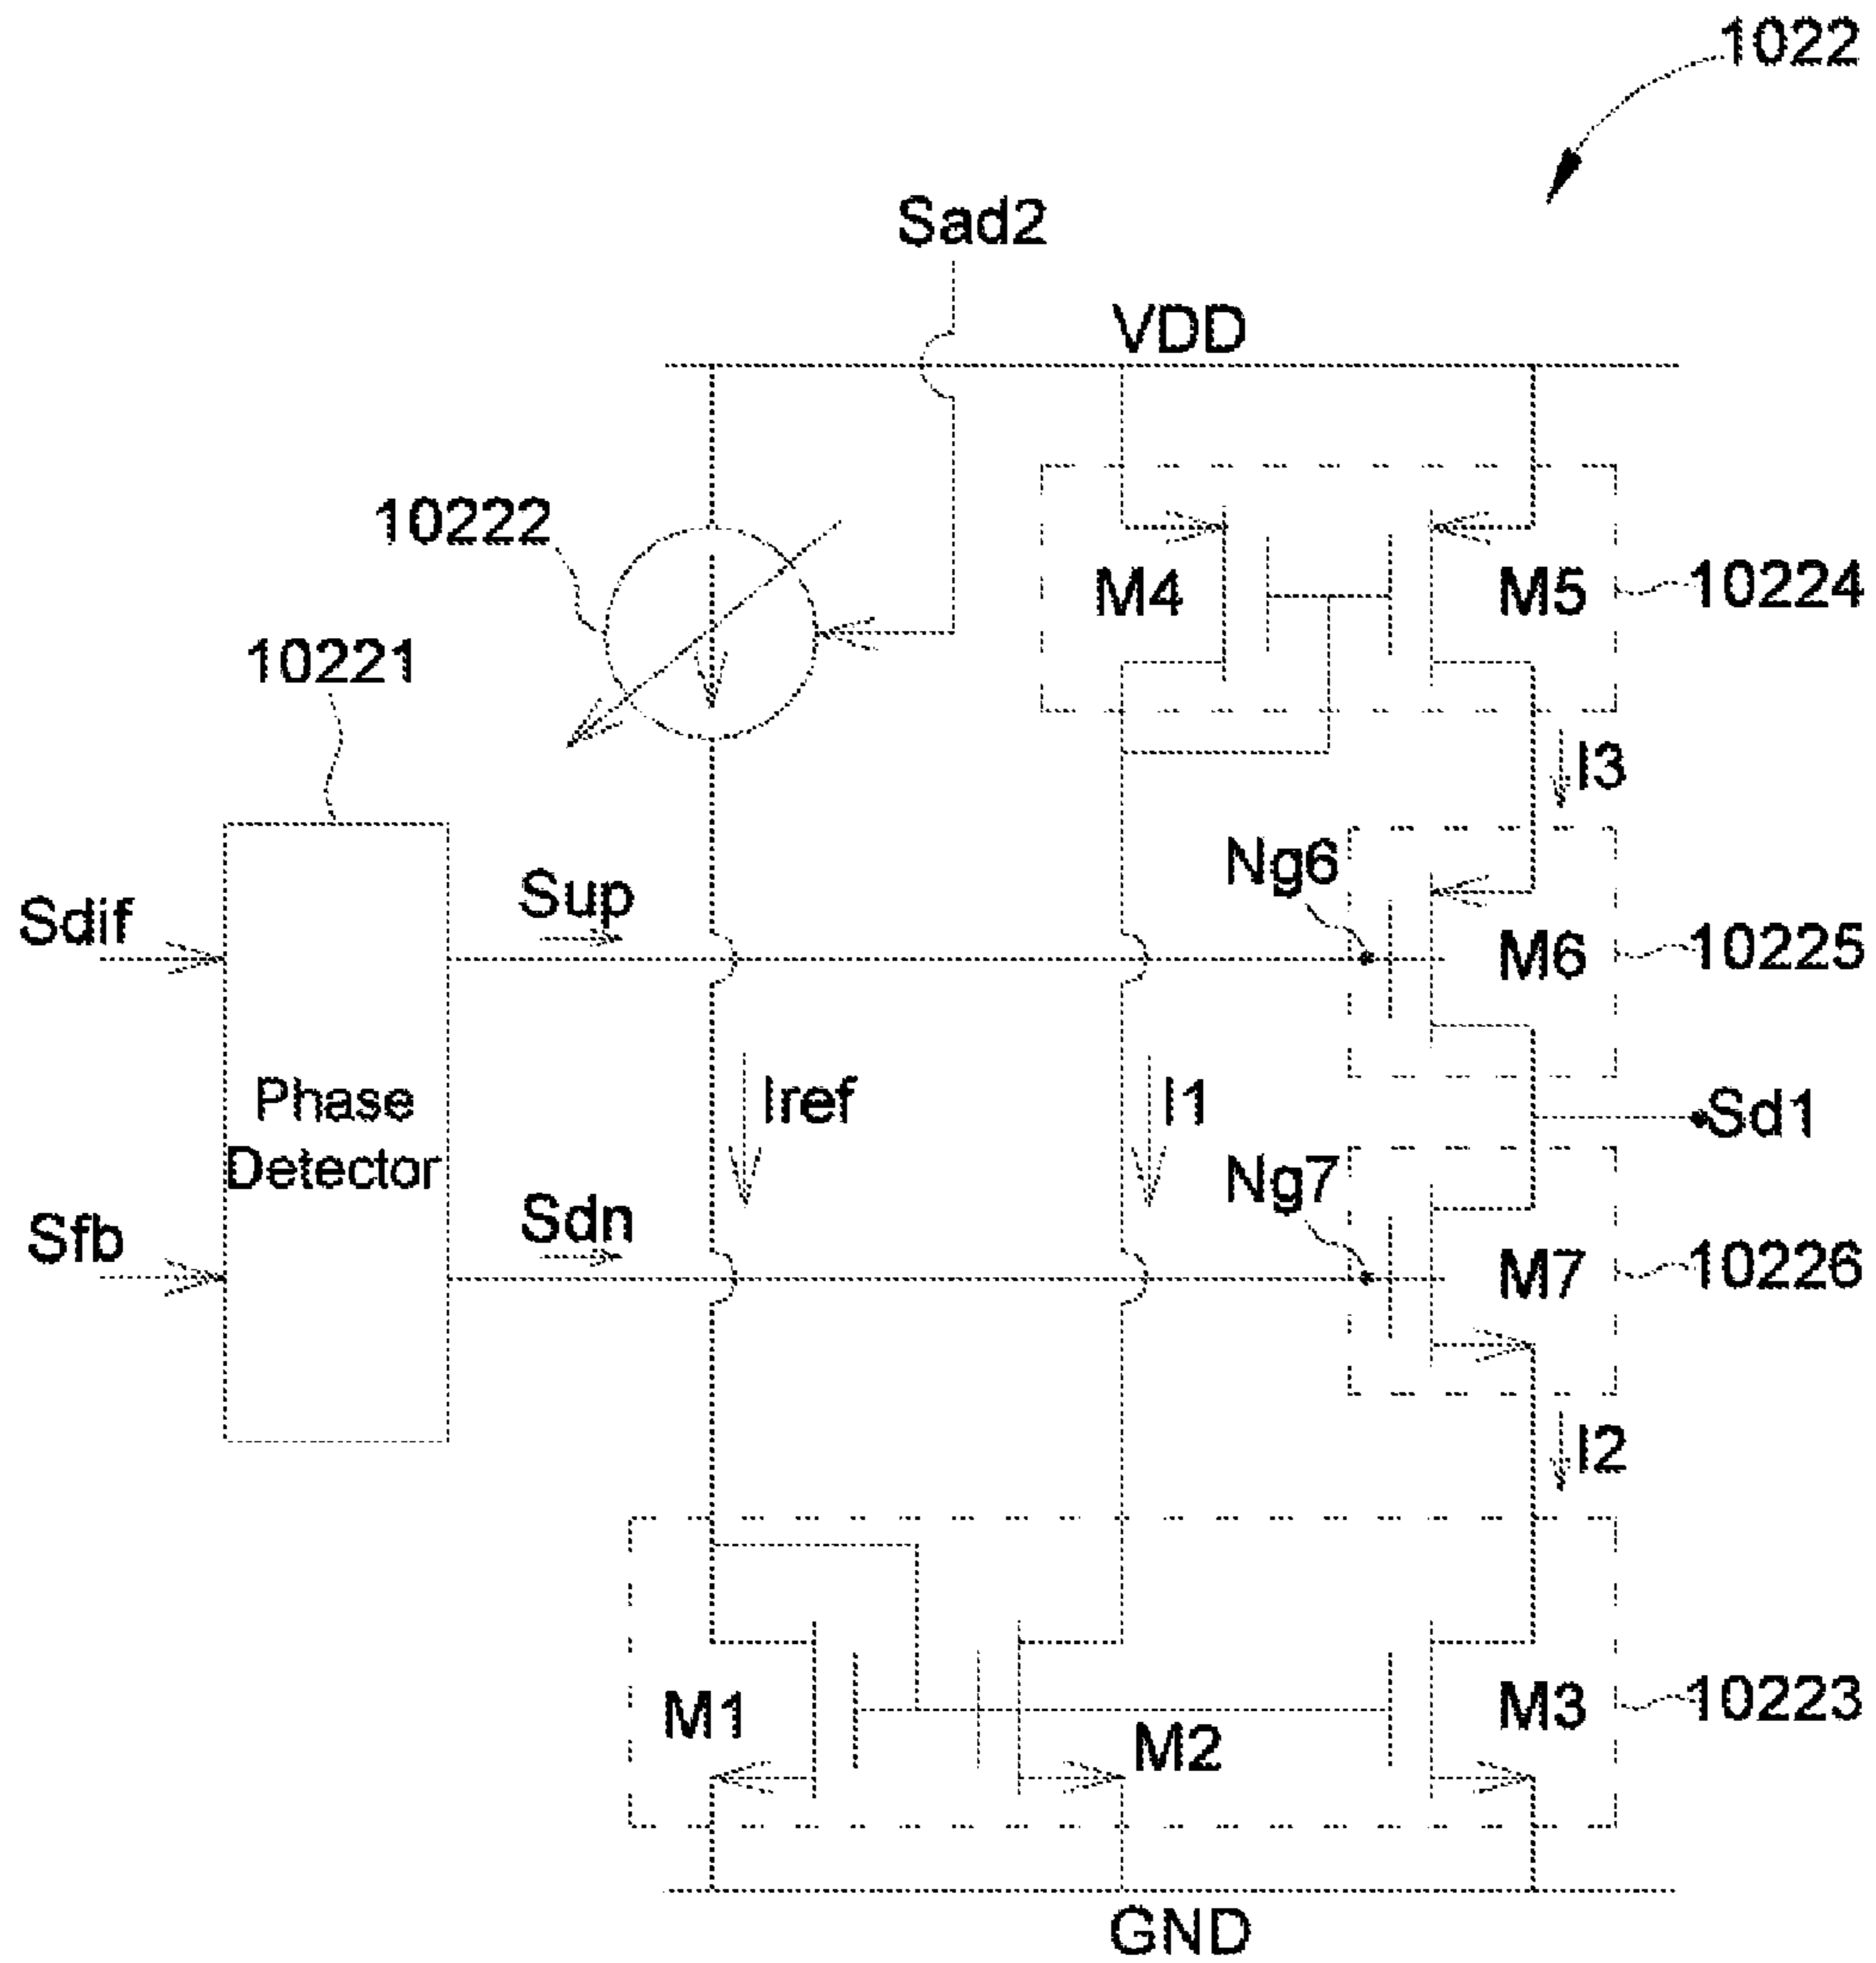 1022
Sad2
VDD
10222
M4
M5
10224
10221
I3
Ng6
Sup
Sdif
M6
10225
Phase
Detector
Iref
I1
Sd1
Ng7
Sdn
Sfb
M7
10226
I2
M1
M2
M3
10223
GND